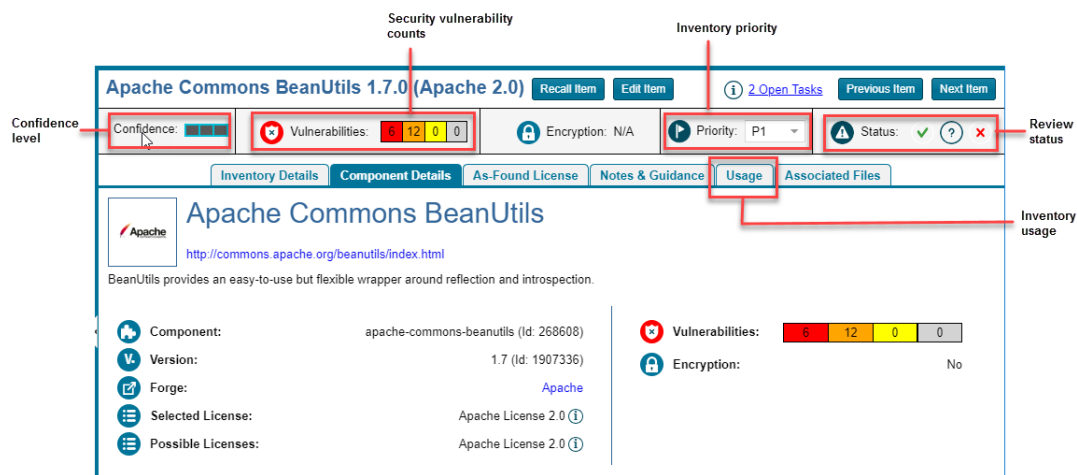 Security vulnerability
counts
Inventory priority
Apache Commons BeanUtils 1.7.0 (Apache 2.0) Recall Item Edit Item 2 Open Tasks Previous Item Next Item
Confidence
level
Confidence: Vulnerabilities: 6 12 0 0 Encryption: N/A Priority: P1 Status: ?
Review
status
Inventory Details Component Details As-Found License Notes & Guidance Usage Associated Files
Inventory
usage
Apache Commons BeanUtils
Apache
http://commons.apache.org/beanutils/index.html
BeanUtils provides an easy-to-use but flexible wrapper around reflection and introspection.
Component: apache-commons-beanutils (Id: 268608) Vulnerabilities: 6 12 0 0
V. Version: 1.7 (Id: 1907336) Encryption: No
Forge: Apache
Selected License: Apache License 2.0
Possible Licenses: Apache License 2.0